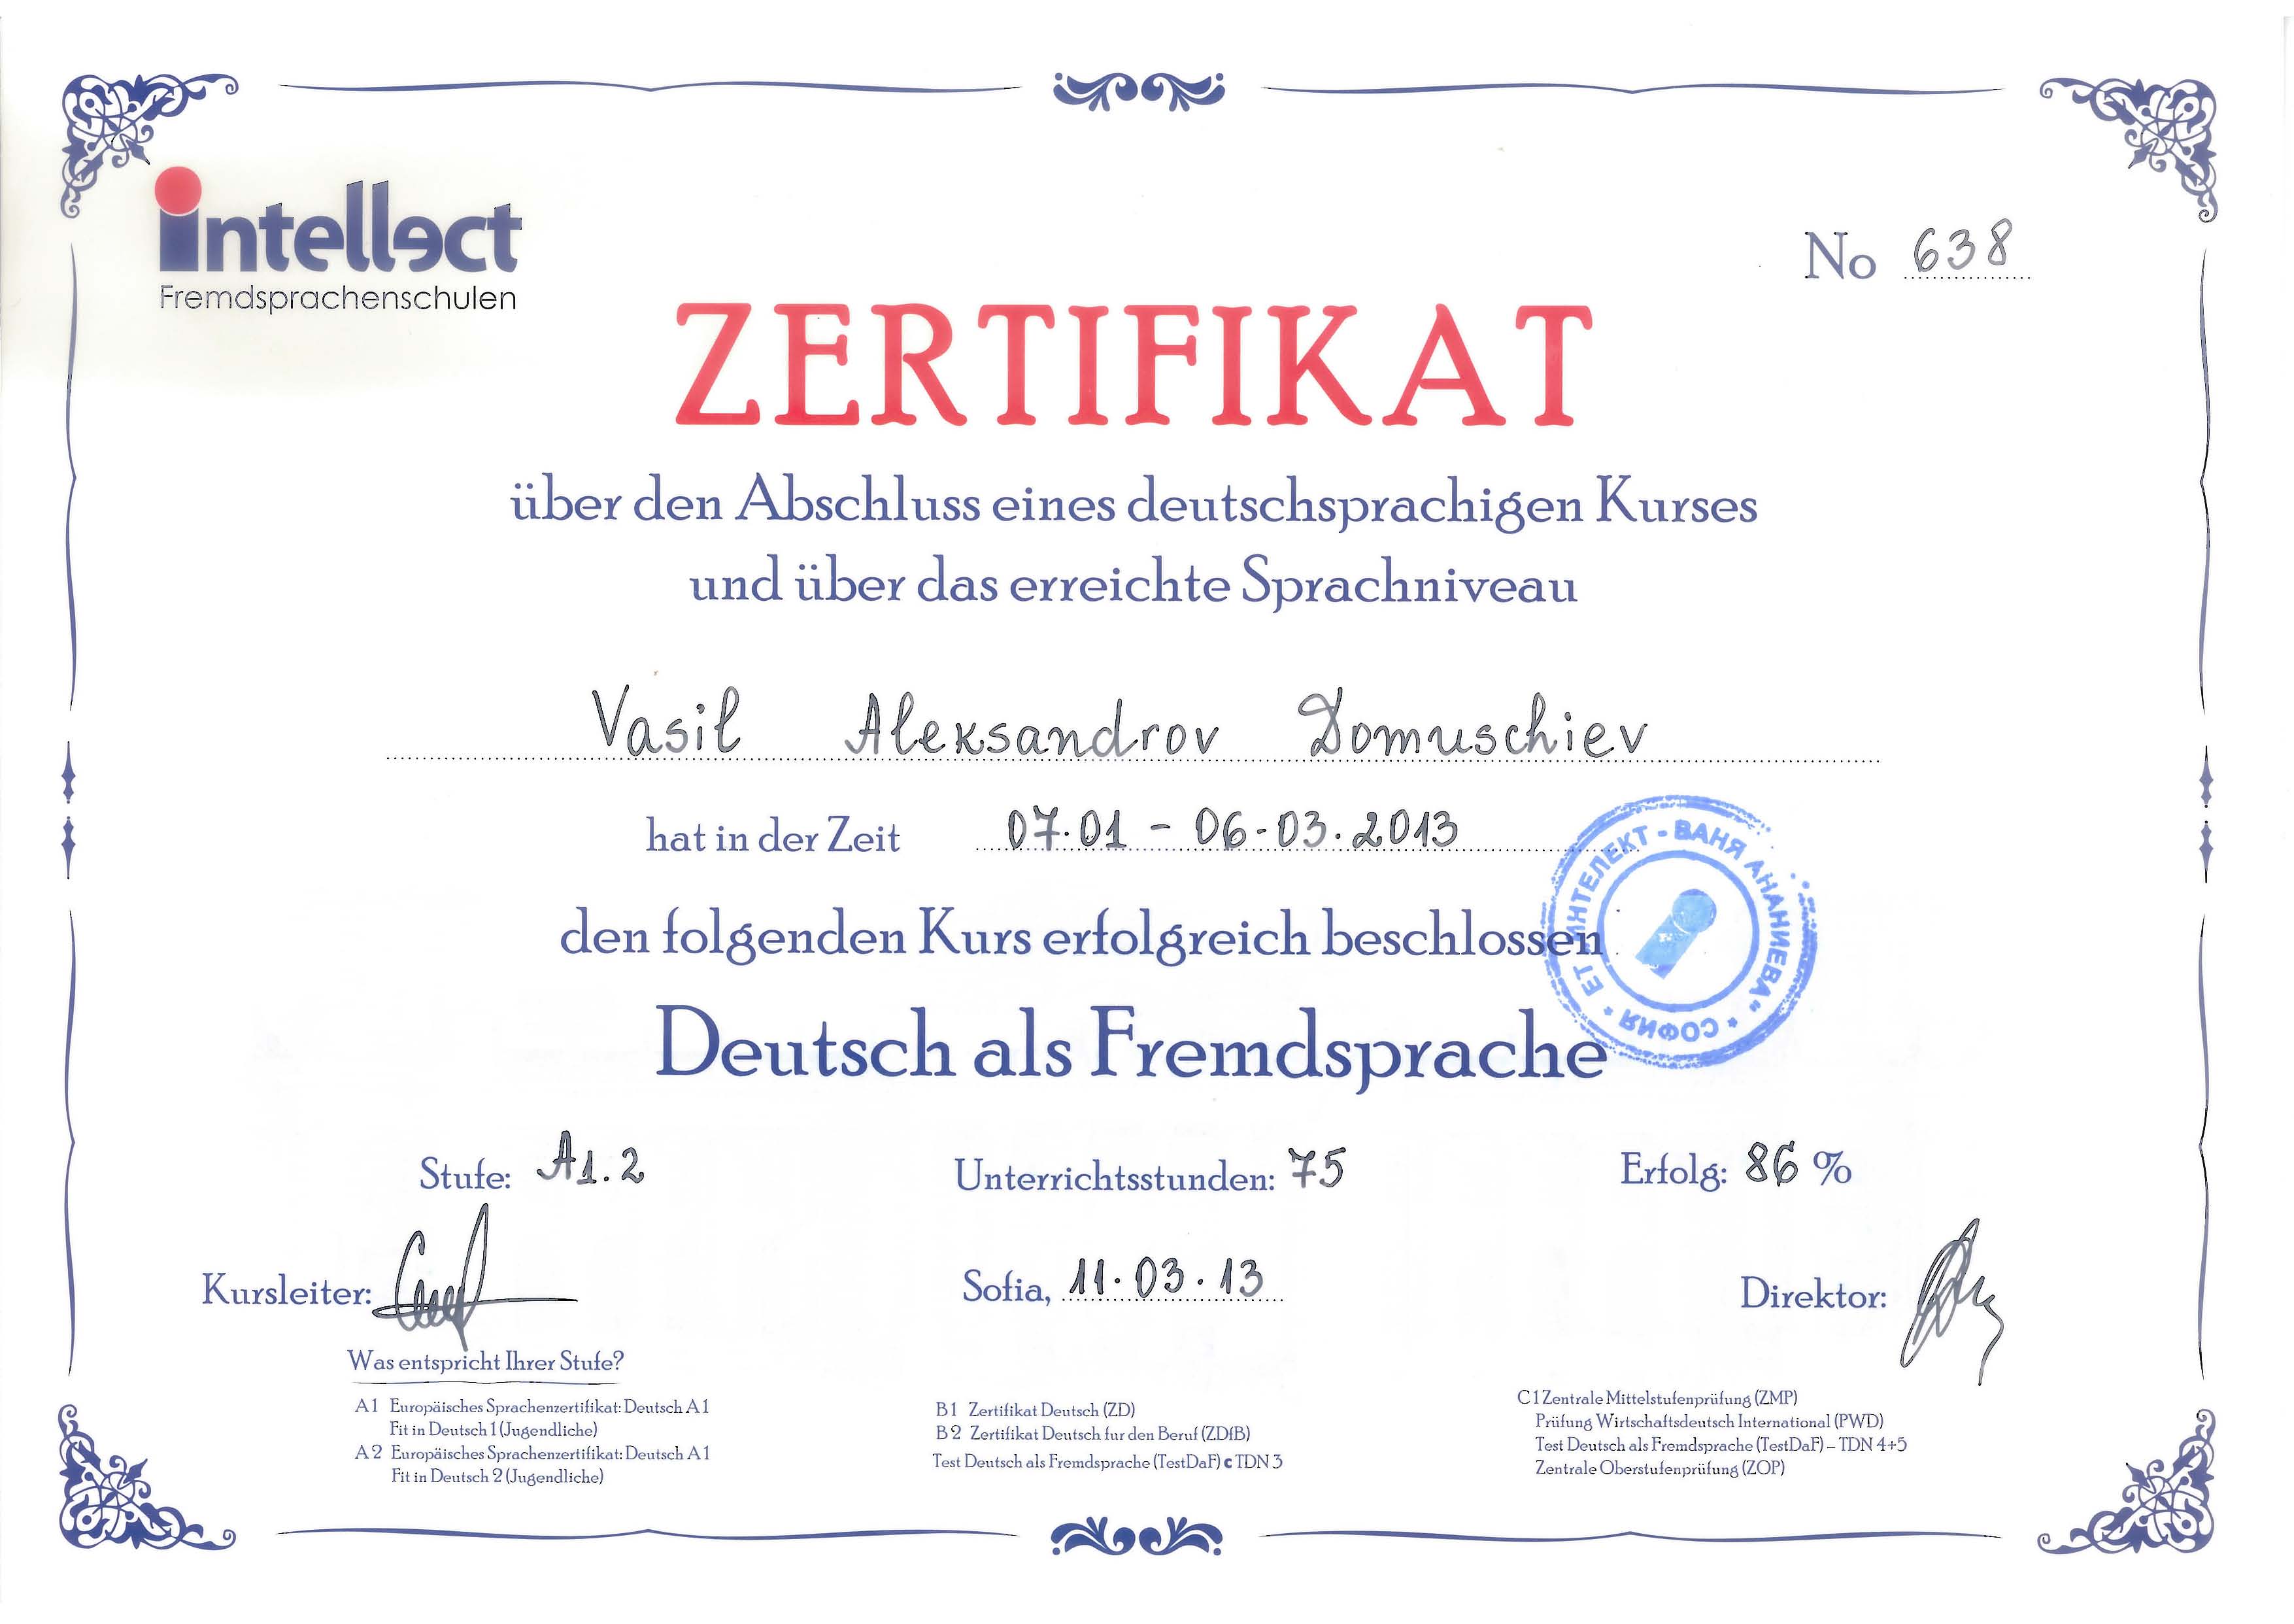 intellect
Fremdsprachenschulen
No 638
ZERTIFIKAT
über den Abschluss eines deutschsprachigen Kurses
und über das erreichte Sprachniveau
Vasil Aleksandrov Domuschiev
hat in der Zeit 07.01 - 06.03.2013
den folgenden Kurs erfolgreich beschlossen
ЕТ "ИНТЕЛЕКТ - ВАНЯ АНАНИЕВА" * СОФИЯ *
Deutsch als Fremdsprache
Stufe: A1.2 Unterrichtsstunden: 75 Erfolg: 86 %
Kursleiter: Sofia, 11.03.13 Direktor:
Was entspricht Ihrer Stufe?
A1 Europäisches Sprachenzertifikat: Deutsch A1
Fit in Deutsch 1 (Jugendliche)
A2 Europäisches Sprachenzertifikat: Deutsch A1
Fit in Deutsch 2 (Jugendliche)
B1 Zertifikat Deutsch (ZD)
B2 Zertifikat Deutsch fur den Beruf (ZDfB)
Test Deutsch als Fremdsprache (TestDaF) c TDN 3
C1 Zentrale Mittelstufenprüfung (ZMP)
Prüfung Wirtschaftsdeutsch International (PWD)
Test Deutsch als Fremdsprache (TestDaF) – TDN 4+5
Zentrale Oberstufenprüfung (ZOP)